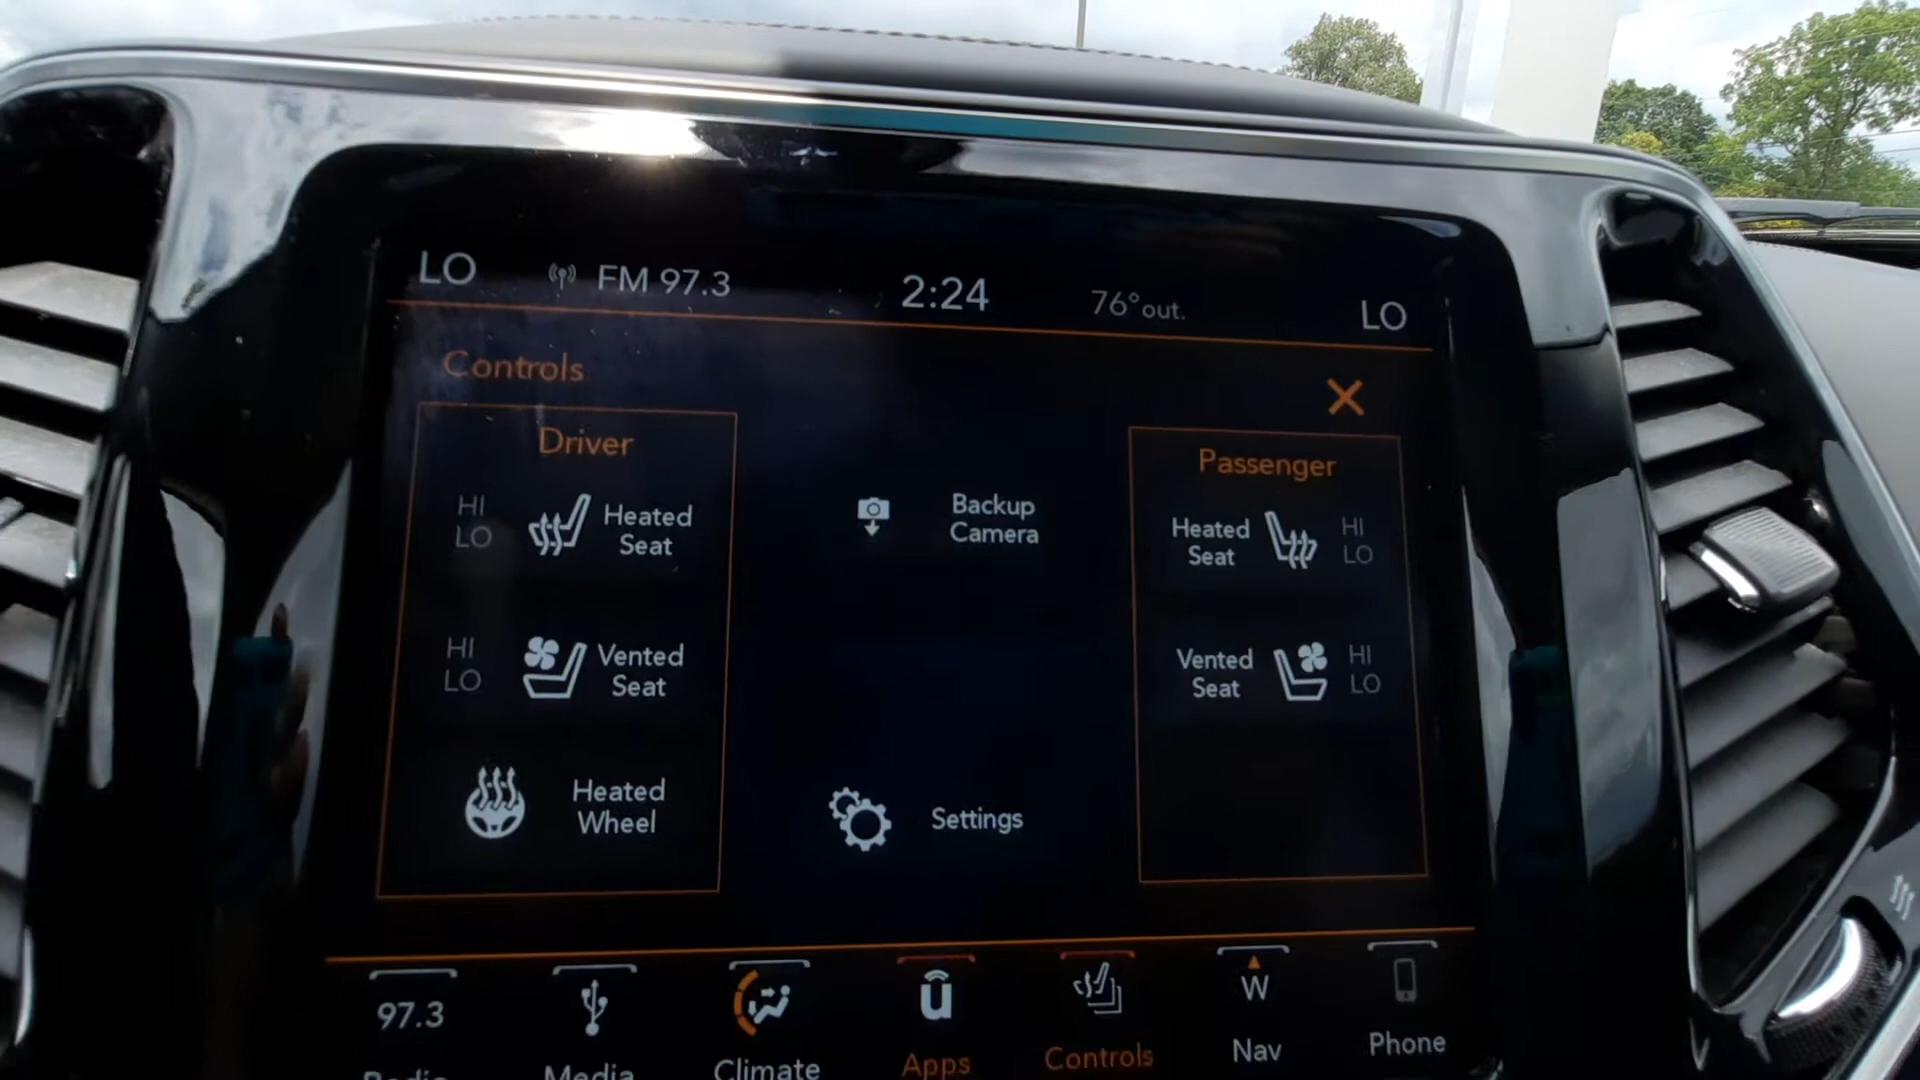 LO FM 97.3 2:24 76°out. LO
Controls
Driver
HI
LO
Heated
Seat
HI
LO
Vented
Seat
Heated
Wheel
Backup
Camera
Settings
Passenger
Heated
Seat
HI
LO
Vented
Seat
HI
LO
97.3
Radio
Media
Climate
Apps
Controls
W
Nav
Phone